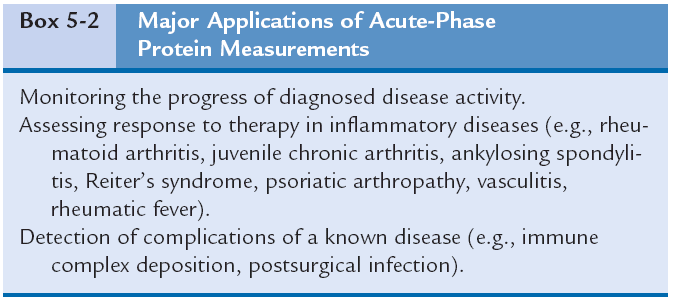 Box 5-2
Major Applications of Acute-Phase
Protein Measurements
Monitoring the progress of diagnosed disease activity.
Assessing response to therapy in inflammatory diseases (e.g., rheu-
matoid arthritis, juvenile chronic arthritis, ankylosing spondyli-
tis, Reiter’s syndrome, psoriatic arthropathy, vasculitis,
rheumatic fever).
Detection of complications of a known disease (e.g., immune
complex deposition, postsurgical infection).